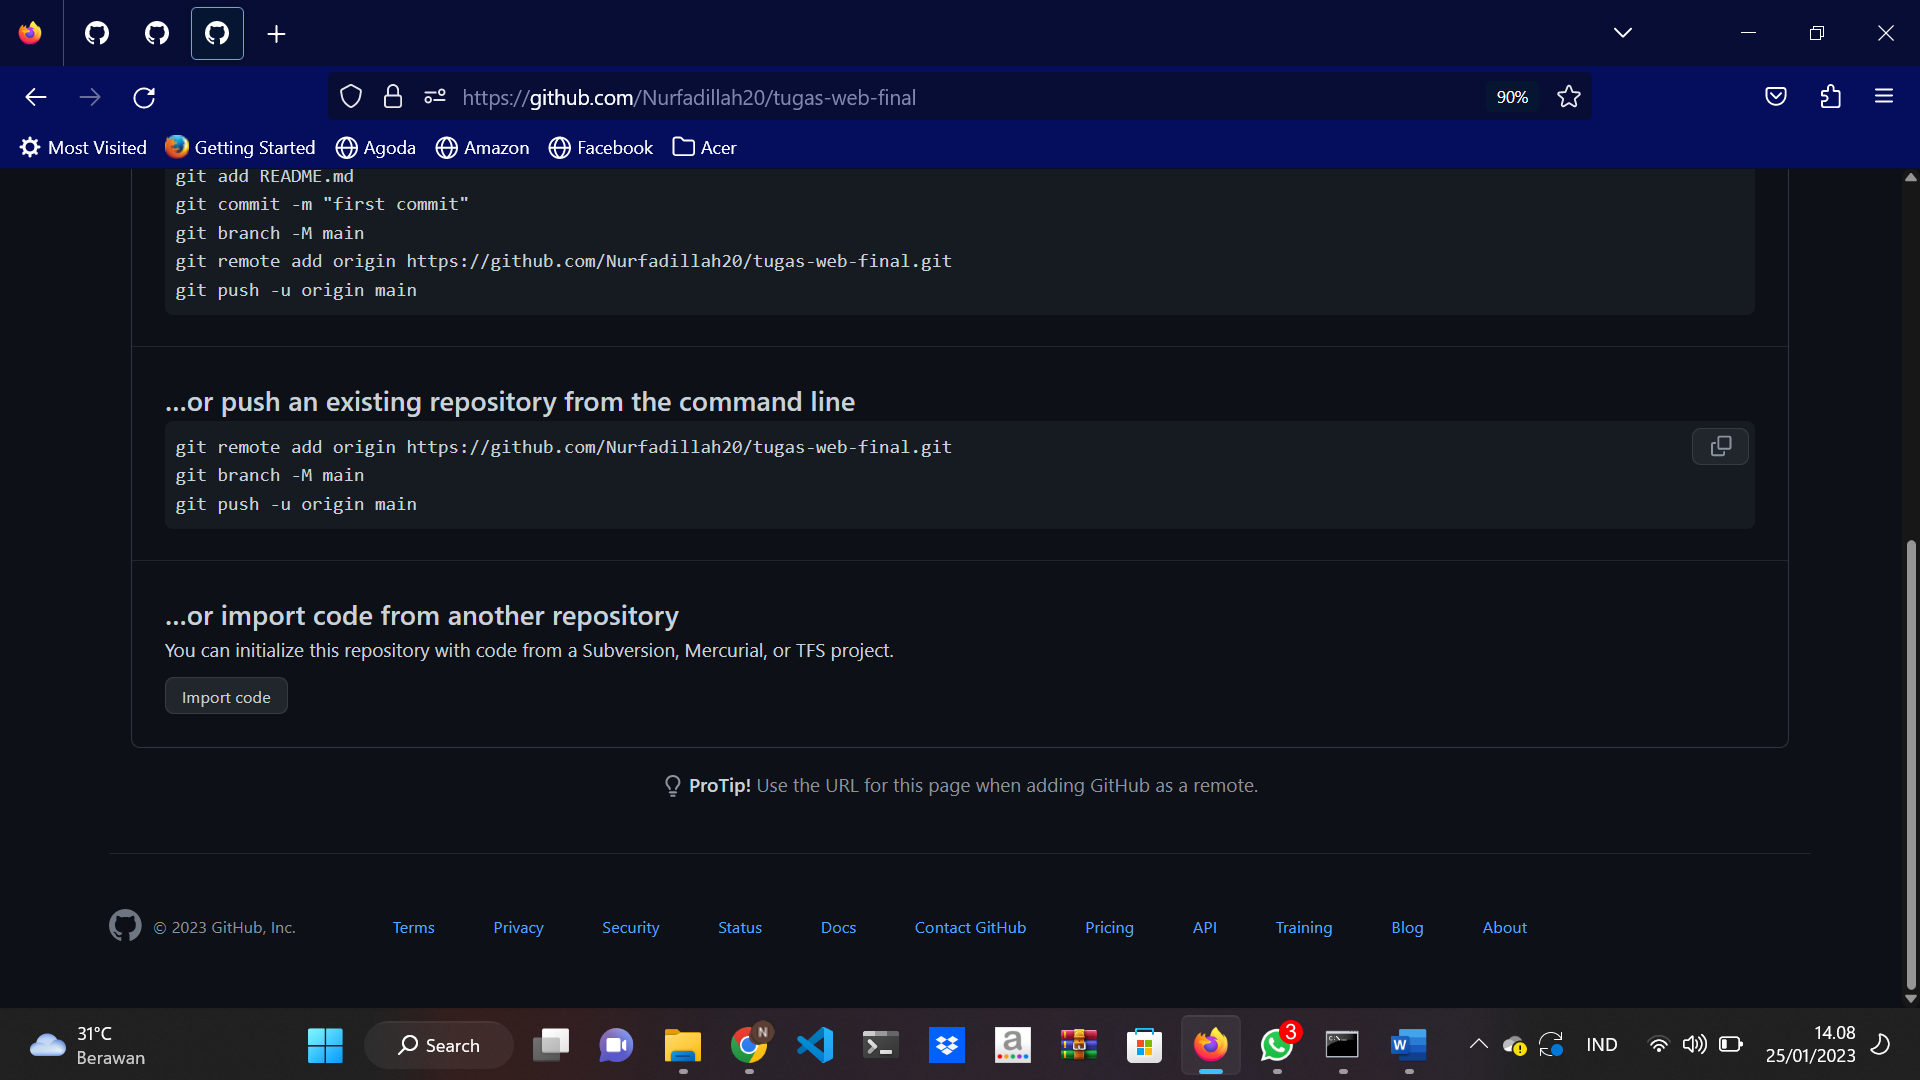 https://github.com/Nurfadillah20/tugas-web-final
90%
Most Visited
Getting Started
Agoda
Amazon
Facebook
Acer
git add README.md
git commit -m "first commit"
git branch -M main
git remote add origin https://github.com/Nurfadillah20/tugas-web-final.git
git push -u origin main
...or push an existing repository from the command line
git remote add origin https://github.com/Nurfadillah20/tugas-web-final.git
git branch -M main
git push -u origin main
...or import code from another repository
You can initialize this repository with code from a Subversion, Mercurial, or TFS project.
Import code
ProTip! Use the URL for this page when adding GitHub as a remote.
© 2023 GitHub, Inc.
Terms
Privacy
Security
Status
Docs
Contact GitHub
Pricing
API
Training
Blog
About
31°C
Berawan
Search
N
a
3
W
IND
14.08
25/01/2023